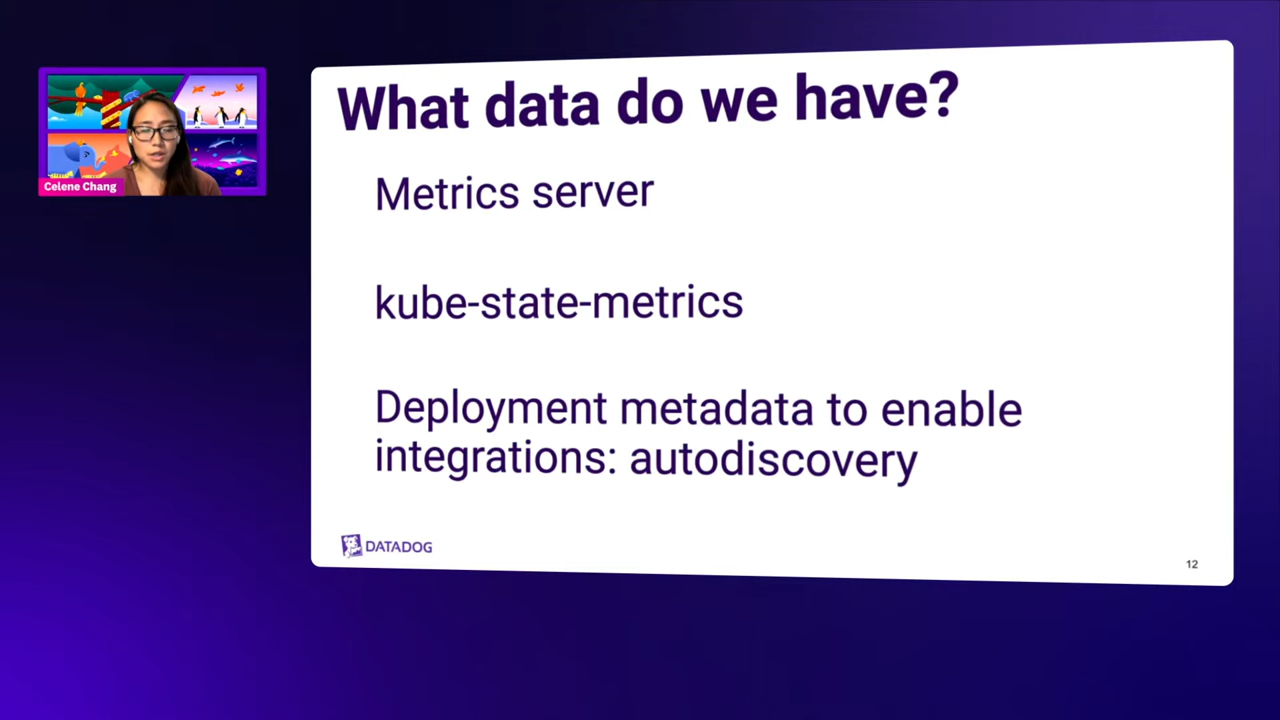 What data do we have?
Celene Chang
Metrics server
kube-state-metrics
Deployment metadata to enable
integrations: autodiscovery
DATADOG
12